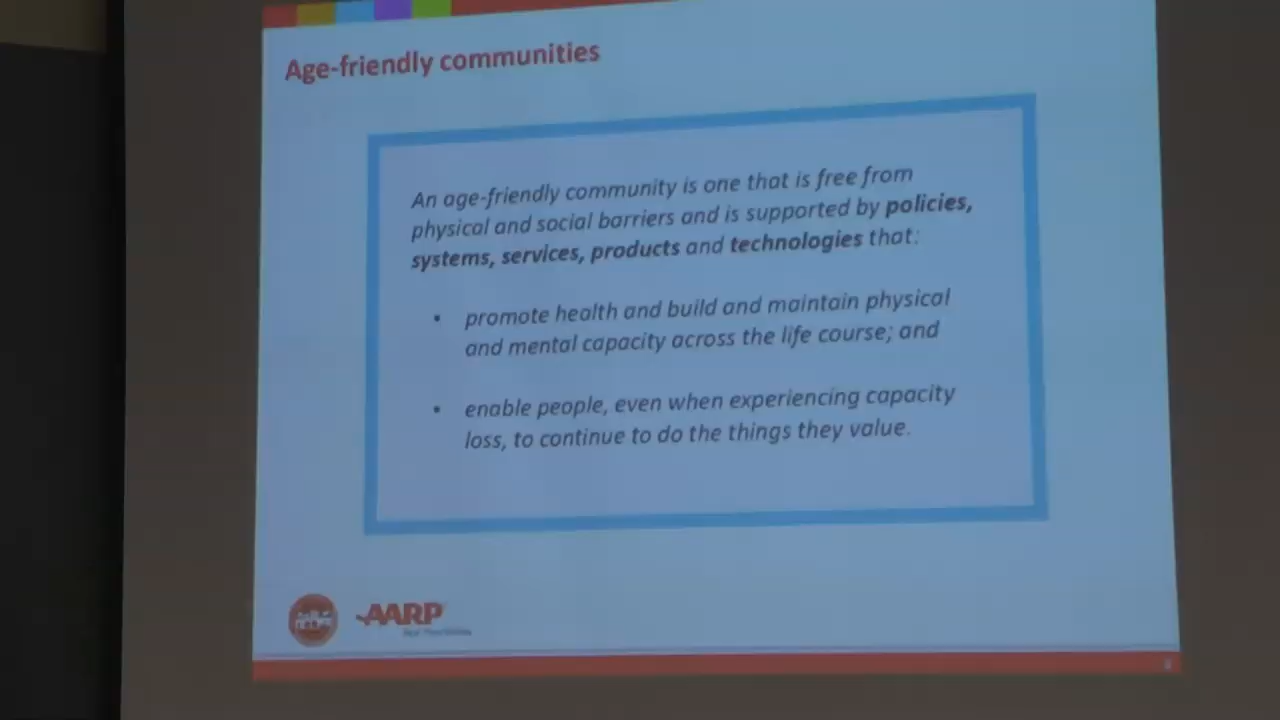 Age-friendly communities
An age-friendly community is one that is free from
physical and social barriers and is supported by policies,
systems, services, products and technologies that:
• promote health and build and maintain physical
and mental capacity across the life course; and
• enable people, even when experiencing capacity
loss, to continue to do the things they value.
AARP